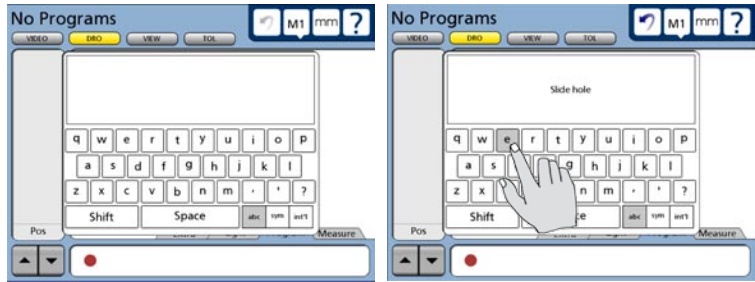 No Programs
M1 mm ?
VIDEO DRO VIEW TOL
q w e r t y u i o p
a s d f g h j k l
z x c v b n m , ' ?
Shift Space abc sym int'l
Pos
Measure
No Programs
M1 mm ?
VIDEO DRO VIEW TOL
Slide hole
q w e r t y u i o p
a s g h j k l
z x n m , ' ?
Shift abc sym int'l
Pos
Measure